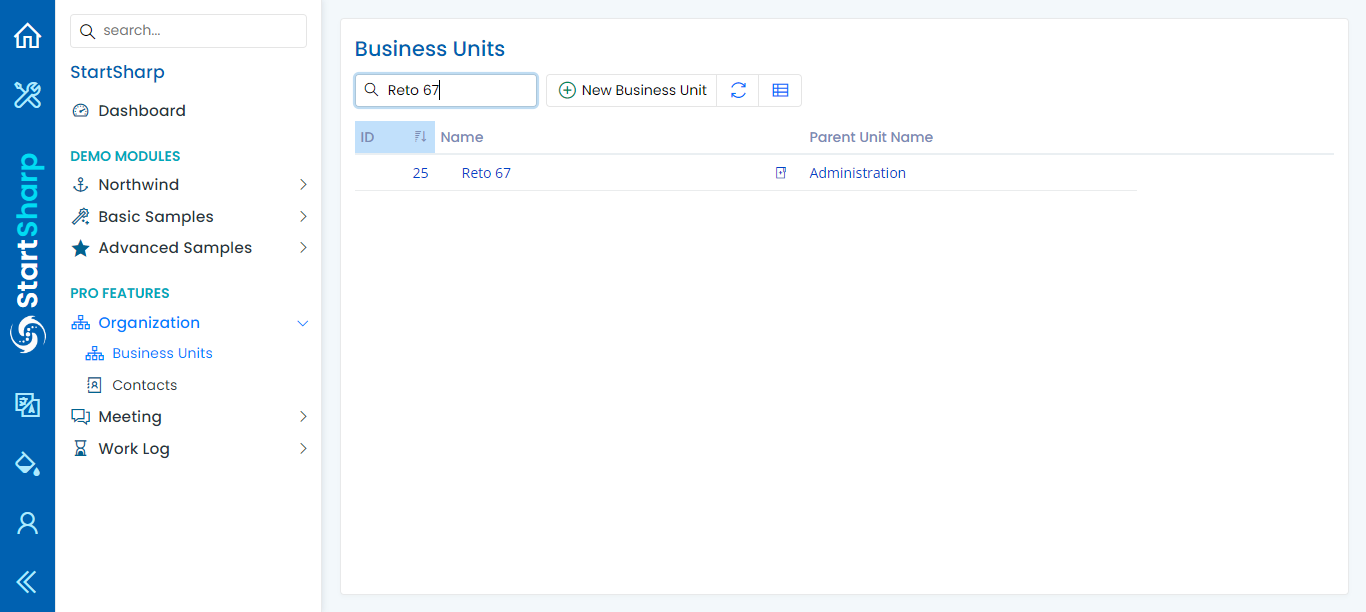 StartSharp
search...
StartSharp
Dashboard
DEMO MODULES
Northwind
Basic Samples
Advanced Samples
PRO FEATURES
Organization
Business Units
Contacts
Meeting
Work Log
Business Units
Reto 67
New Business Unit
ID Name Parent Unit Name
25 Reto 67 Administration